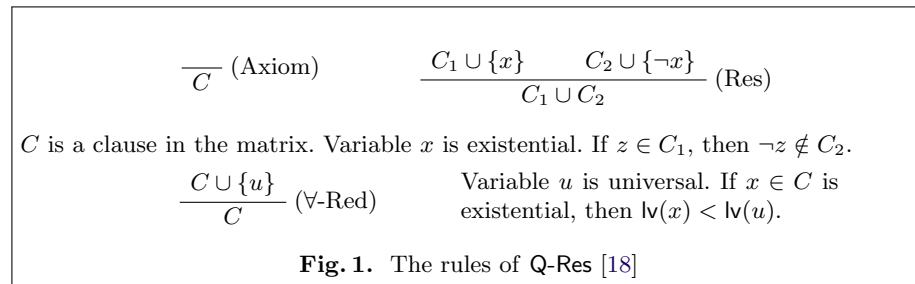 C (Axiom)
C₁ ∪ {x} C₂ ∪ {¬x}
C₁ ∪ C₂ (Res)
C is a clause in the matrix. Variable x is existential. If z ∈ C₁, then ¬z ∉ C₂.
C ∪ {u}
C (∀-Red)
Variable u is universal. If x ∈ C is
existential, then lv(x) < lv(u).
Fig. 1. The rules of Q-Res [18]